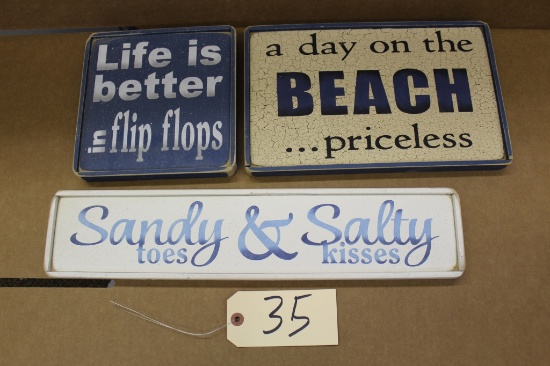 Life is
better
in flip flops
a day on the
BEACH
...priceless
Sandy & Salty
toes kisses
35